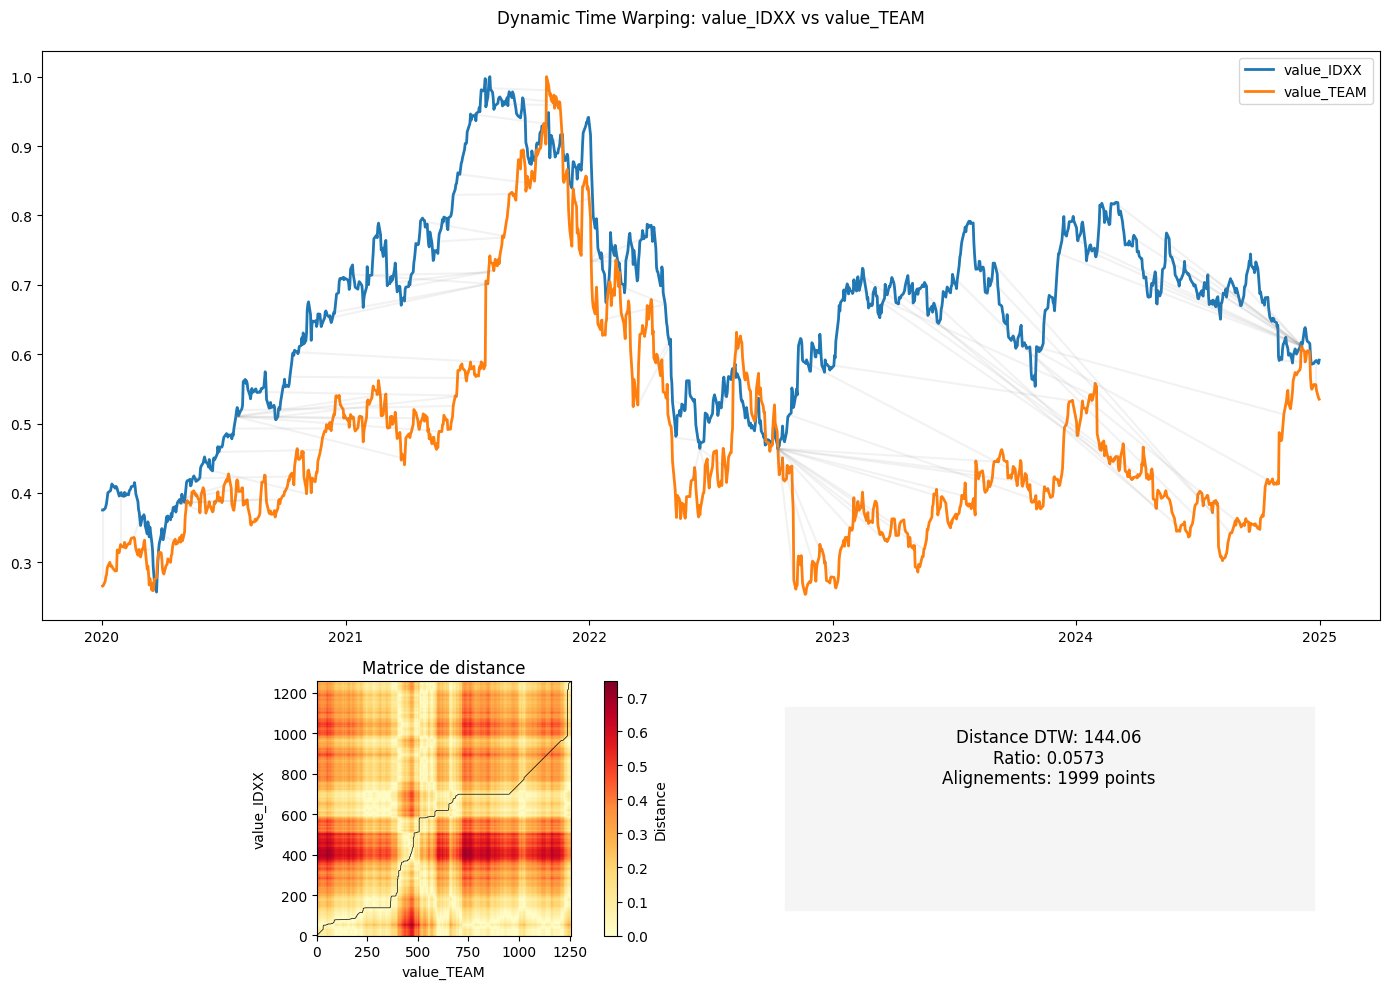 Dynamic Time Warping: value_IDXX vs value_TEAM
value_IDXX
value_TEAM
1.0
0.9
0.8
0.7
0.6
0.5
0.4
0.3
2020 2021 2022 2023 2024 2025
Matrice de distance
value_IDXX
1200
1000
800
600
400
200
0
0 250 500 750 1000 1250
value_TEAM
0.7
0.6
0.5
0.4
0.3
0.2
0.1
0.0
Distance
Distance DTW: 144.06
Ratio: 0.0573
Alignements: 1999 points